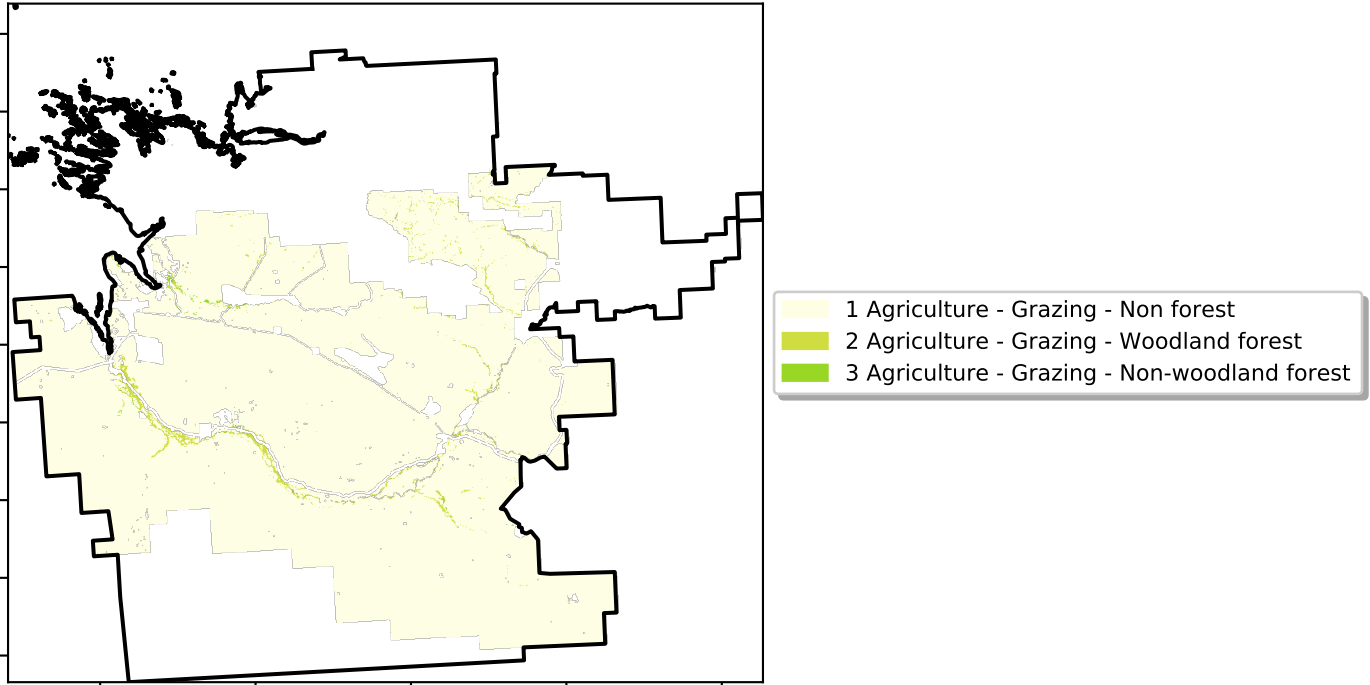 1 Agriculture - Grazing - Non forest
2 Agriculture - Grazing - Woodland forest
3 Agriculture - Grazing - Non-woodland forest